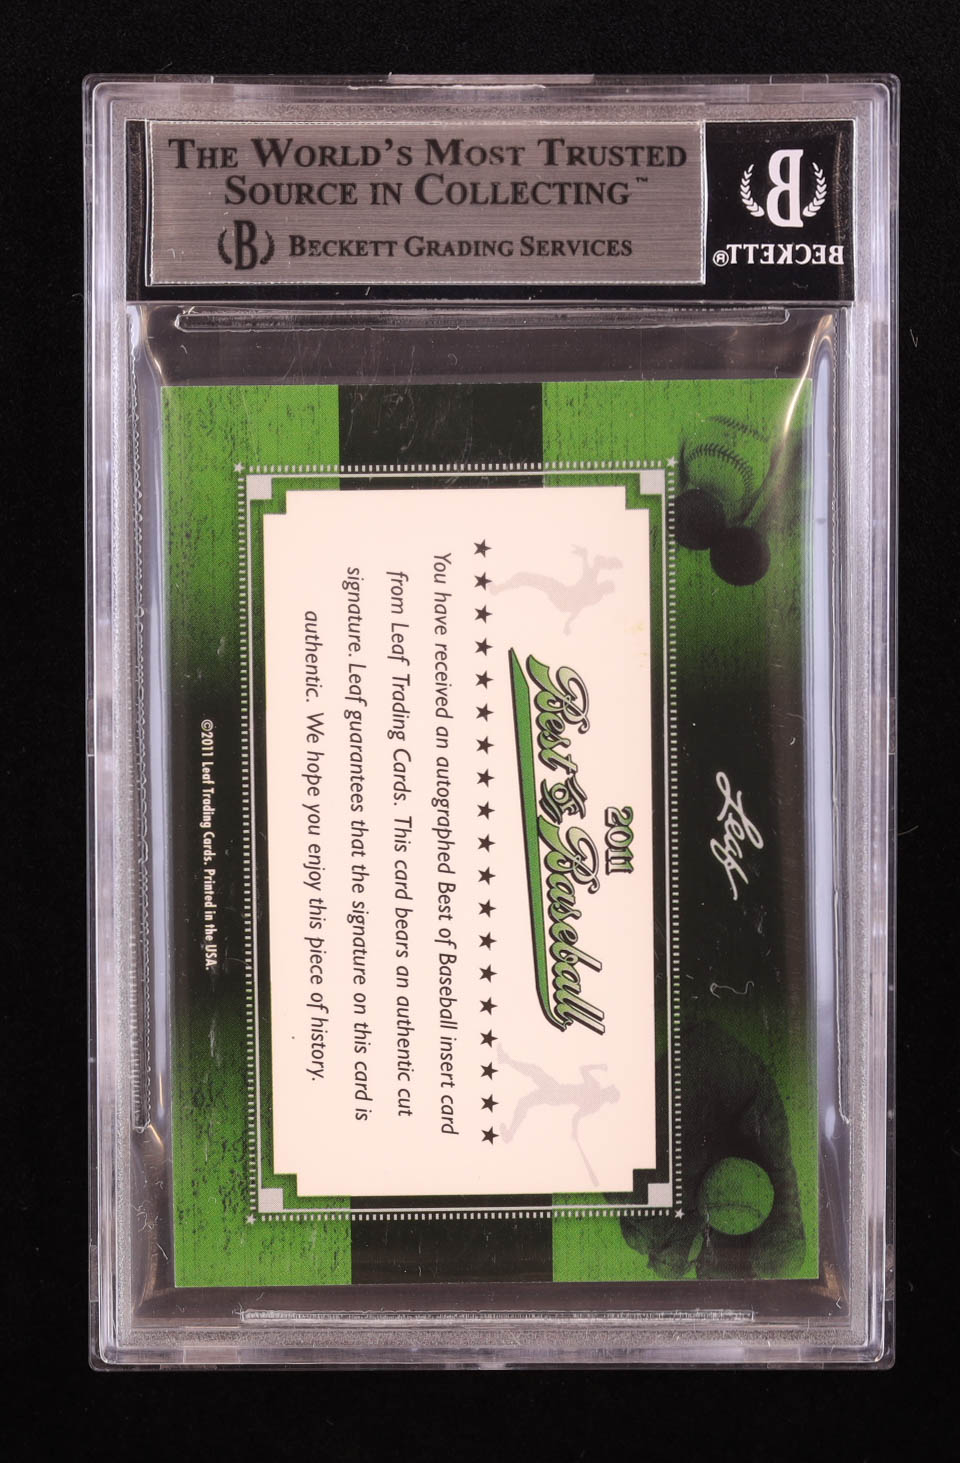 THE WORLD'S MOST TRUSTED
SOURCE IN COLLECTING™
B BECKETT GRADING SERVICES
B
BECKETT®
Leaf
2011
Best of Baseball
You have received an autographed Best of Baseball insert card
from Leaf Trading Cards. This card bears an authentic cut
signature. Leaf guarantees that the signature on this card is
authentic. We hope you enjoy this piece of history.
©2011 Leaf Trading Cards. Printed in the USA.